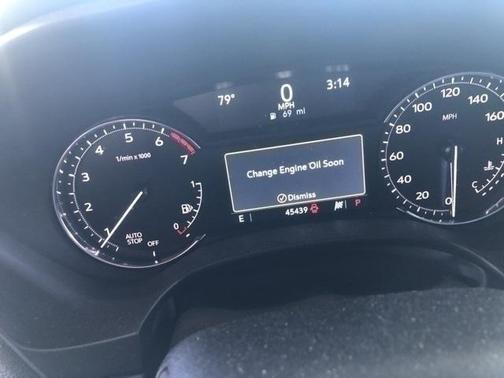 79° 0 3:14
MPH
69 mi
Change Engine Oil Soon
Dismiss
E 45439 P
1 2 3 4 5 6 7
1/min x 1000
AUTO STOP OFF
1
0
0 20 40 60 80 100 120 140 160
MPH
H
C